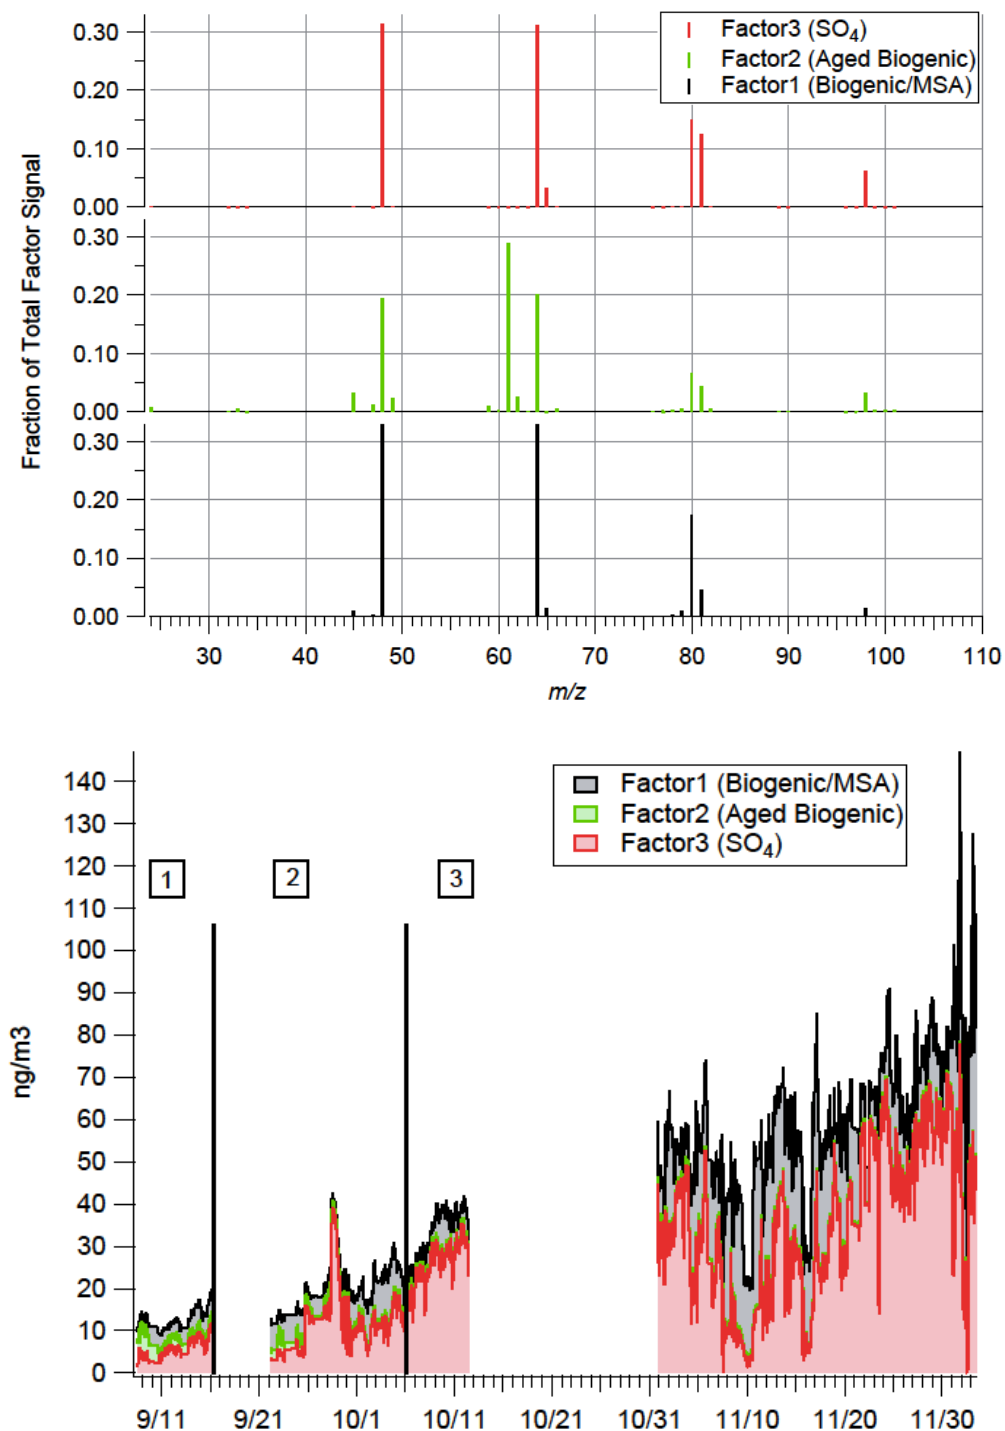 Factor3 (SO4)
Factor2 (Aged Biogenic)
Factor1 (Biogenic/MSA)
Fraction of Total Factor Signal
0.30
0.20
0.10
0.00
0.30
0.20
0.10
0.00
0.30
0.20
0.10
0.00
30 40 50 60 70 80 90 100 110
m/z
Factor1 (Biogenic/MSA)
Factor2 (Aged Biogenic)
Factor3 (SO4)
1 2 3
ng/m3
140
130
120
110
100
90
80
70
60
50
40
30
20
10
0
9/11 9/21 10/1 10/11 10/21 10/31 11/10 11/20 11/30